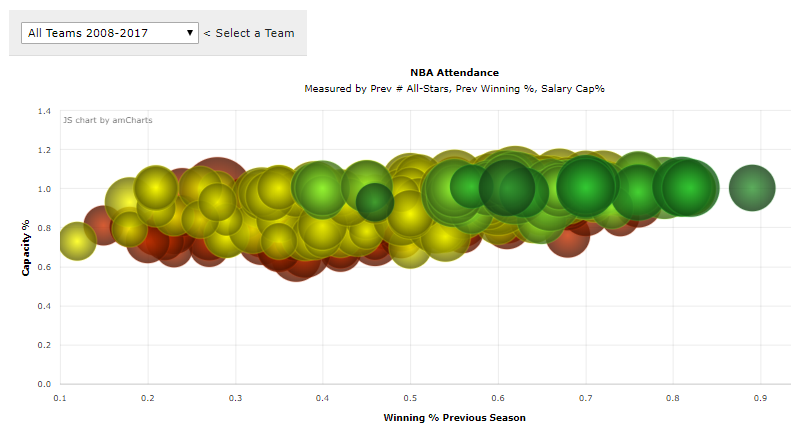 All Teams 2008-2017 ▼ < Select a Team
NBA Attendance
Measured by Prev # All-Stars, Prev Winning %, Salary Cap%
JS chart by amCharts
Capacity %
1.4
1.2
1.0
0.8
0.6
0.4
0.2
0.0
0.1 0.2 0.3 0.4 0.5 0.6 0.7 0.8 0.9
Winning % Previous Season